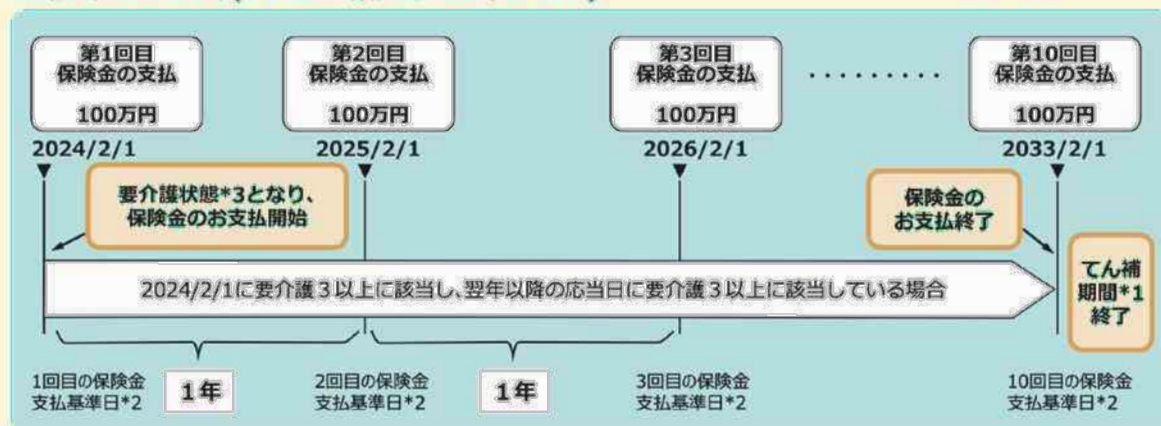 第1回目
保険金の支払
100万円
第2回目
保険金の支払
100万円
第3回目
保険金の支払
100万円
・・・・・・・・・
第10回目
保険金の支払
100万円
2024/2/1
2025/2/1
2026/2/1
2033/2/1
要介護状態*3となり、
保険金のお支払開始
保険金の
お支払終了
2024/2/1に要介護3以上に該当し、翌年以降の応当日に要介護3以上に該当している場合
てん補
期間*1
終了
1回目の保険金
支払基準日*2
1年
2回目の保険金
支払基準日*2
1年
3回目の保険金
支払基準日*2
10回目の保険金
支払基準日*2